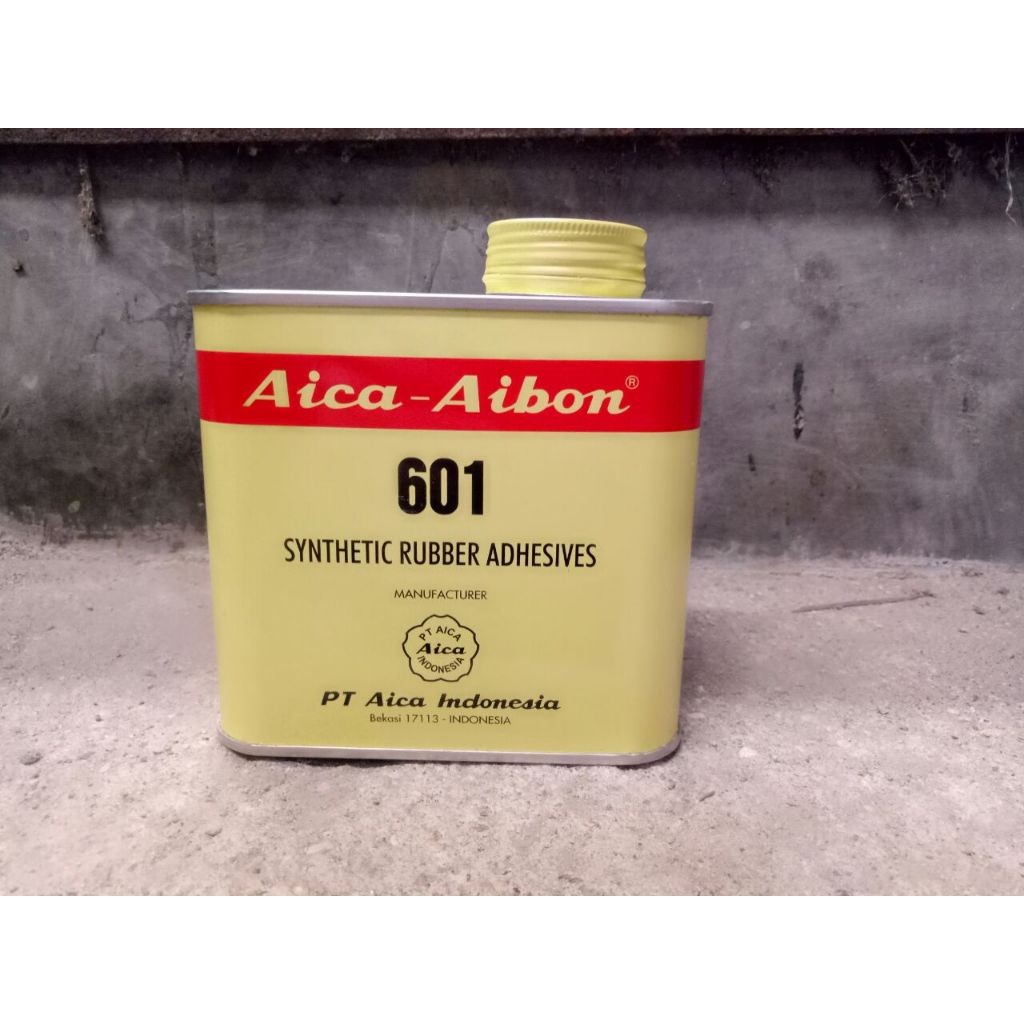 Aica-Aibon®
601
SYNTHETIC RUBBER ADHESIVES
MANUFACTURER
PT AICA
Aica
INDONESIA
PT Aica Indonesia
Bekasi 17113 - INDONESIA